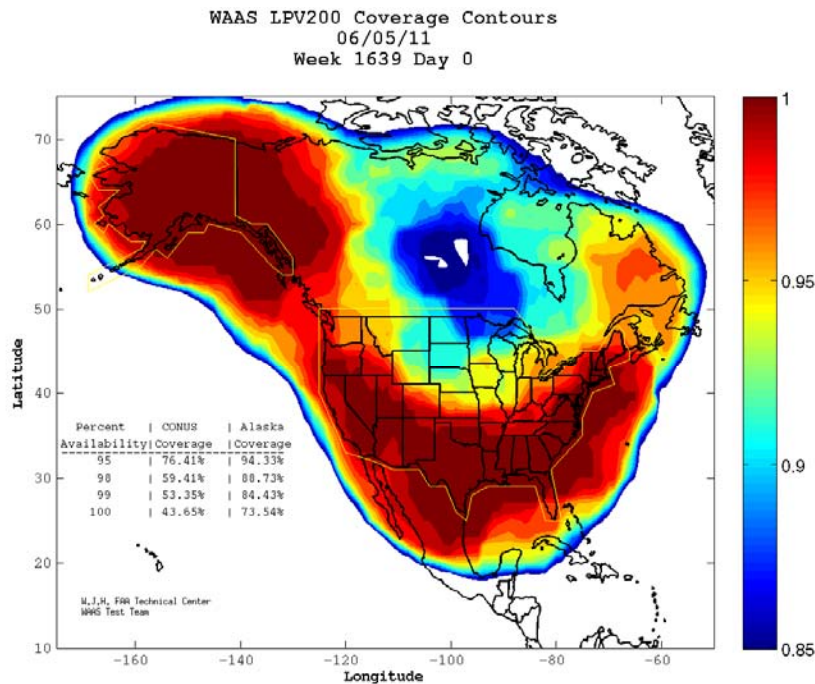 WAAS LPV200 Coverage Contours
06/05/11
Week 1639 Day 0
70
60
50
40
30
20
10
Latitude
Percent | CONUS | Alaska
Availability|Coverage |Coverage
95 | 76.41% | 94.33%
98 | 59.41% | 88.73%
99 | 53.35% | 84.43%
100 | 43.65% | 73.54%
W.J.H. FAA Technical Center
WAAS Test Team
-160 -140 -120 -100 -80 -60
Longitude
1
0.95
0.9
0.85